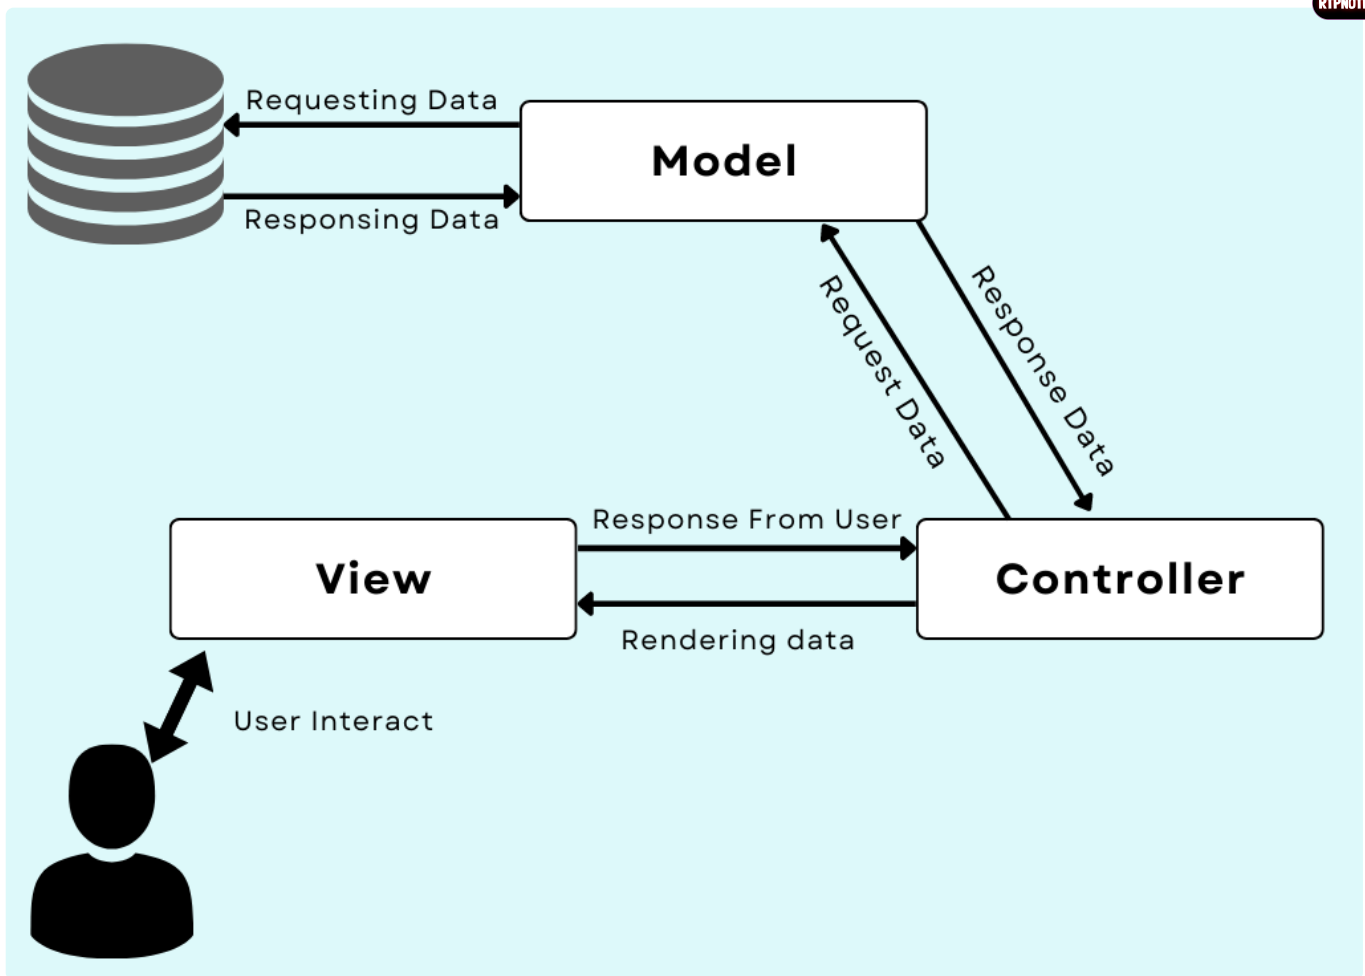 Requesting Data
Model
Responsing Data
Request Data
Response Data
Response From User
View
Controller
Rendering data
User Interact